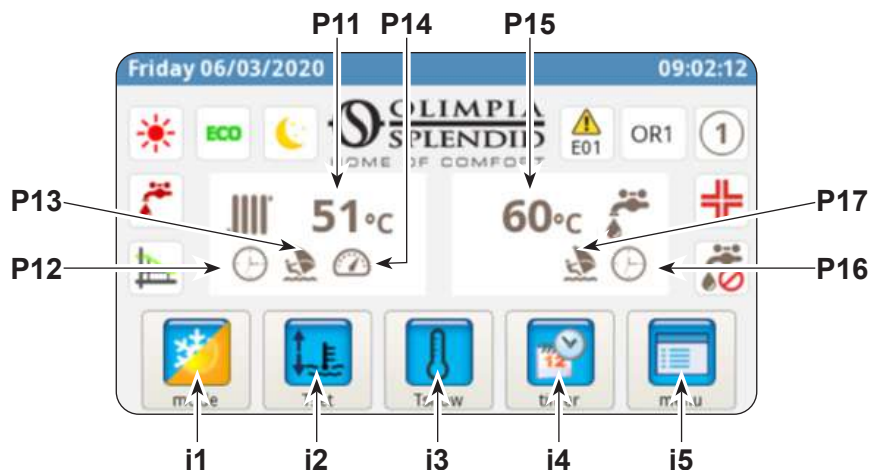 P11 P14 P15
Friday 06/03/2020 09:02:12
ECO
OLIMPIA
SPLENDID
HOME OF COMFORT
E01 OR1 1
P13 51°C 60°C P17
P12 P16
12
menu
i1 i2 i3 i4 i5